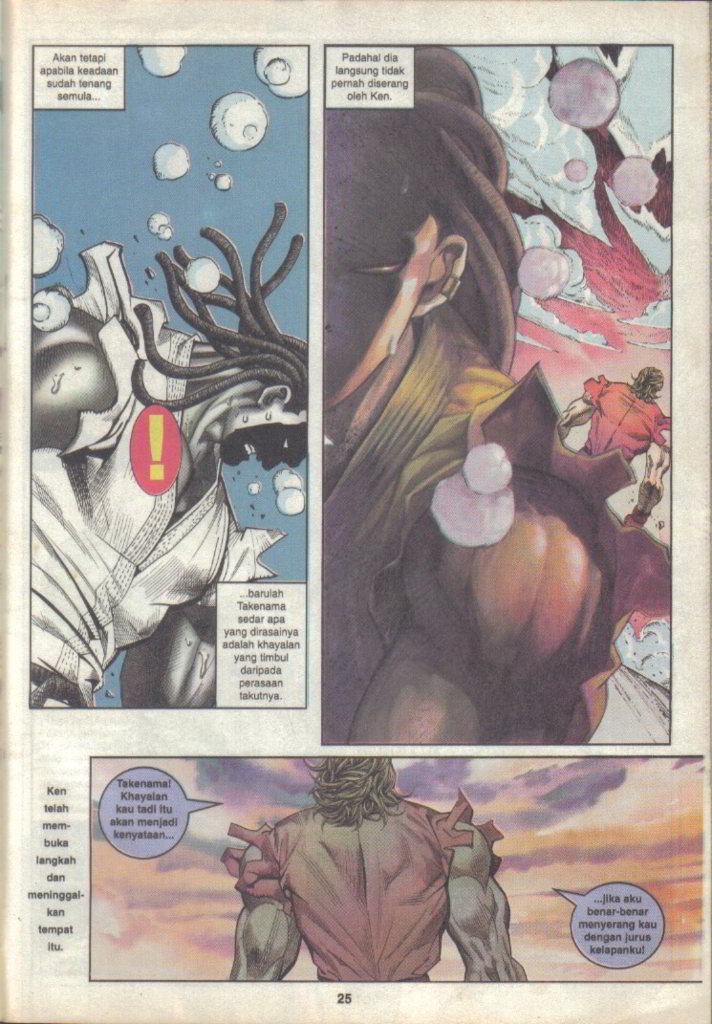 Akan tetapi
apabila keadaan
sudah tenang
semula...
!
...barulah
Takenama
sedar apa
yang dirasainya
adalah khayalan
yang timbul
daripada
perasaan
takutnya.
Padahal dia
langsung tidak
pernah diserang
oleh Ken.
Ken
telah
mem-
buka
langkah
dan
meninggal-
kan
tempat
itu.
Takenama!
Khayalan
kau tadi itu
akan menjadi
kenyataan...
...jika aku
benar-benar
menyerang kau
dengan jurus
kelapanku!
25